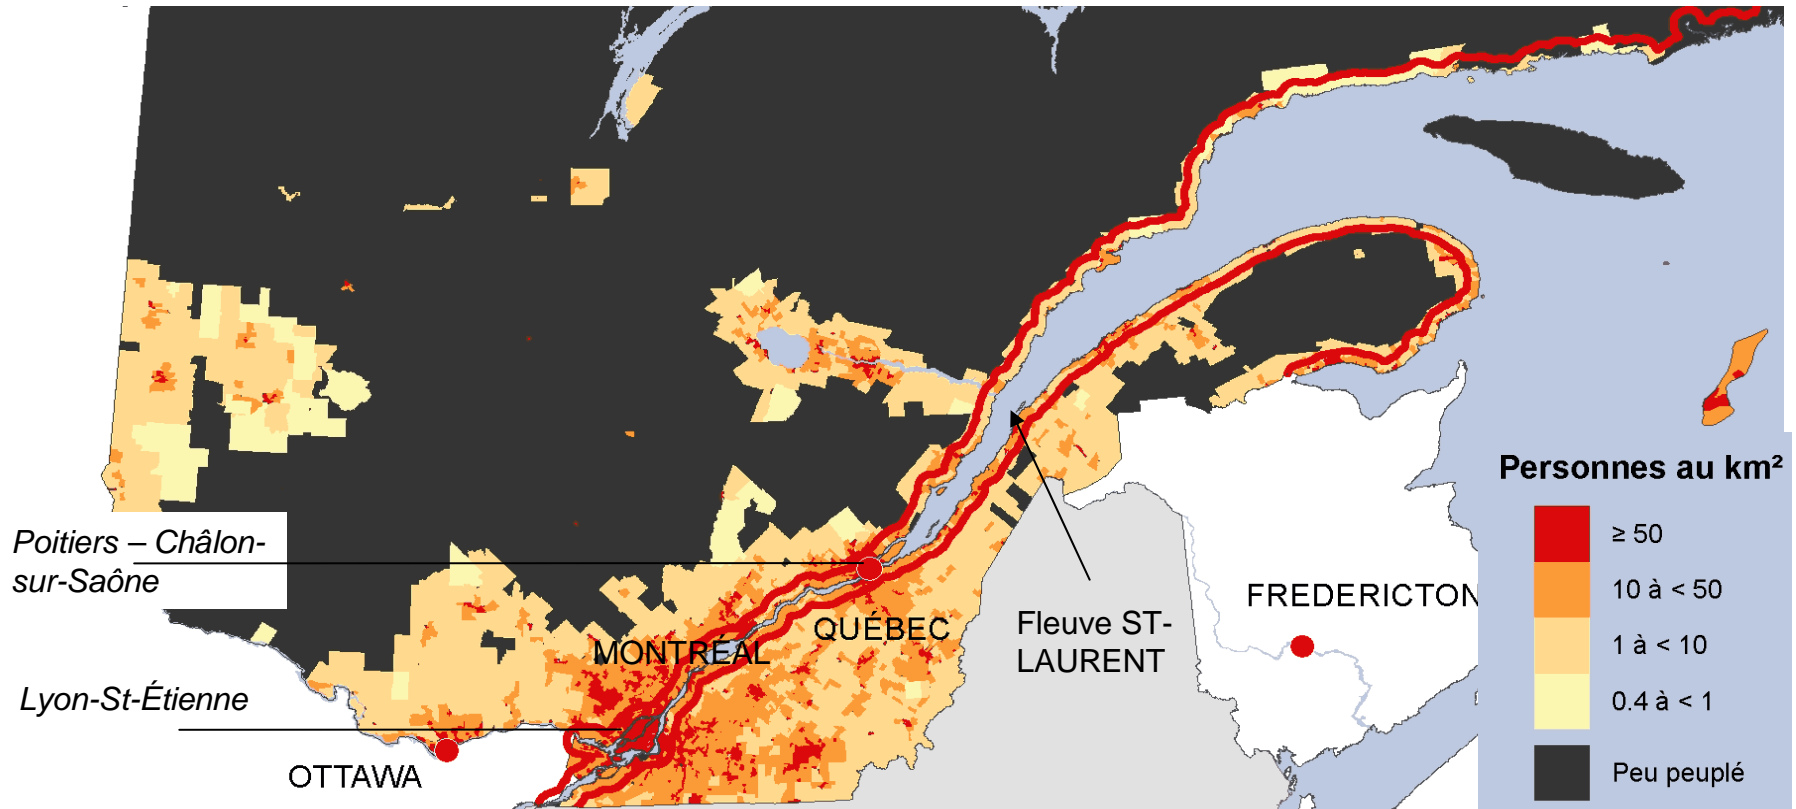 Poitiers – Châlon-
sur-Saône
Lyon-St-Étienne
MONTRÉAL
QUÉBEC
OTTAWA
Fleuve ST-
LAURENT
FREDERICTON
Personnes au km²
≥ 50
10 à < 50
1 à < 10
0.4 à < 1
Peu peuplé